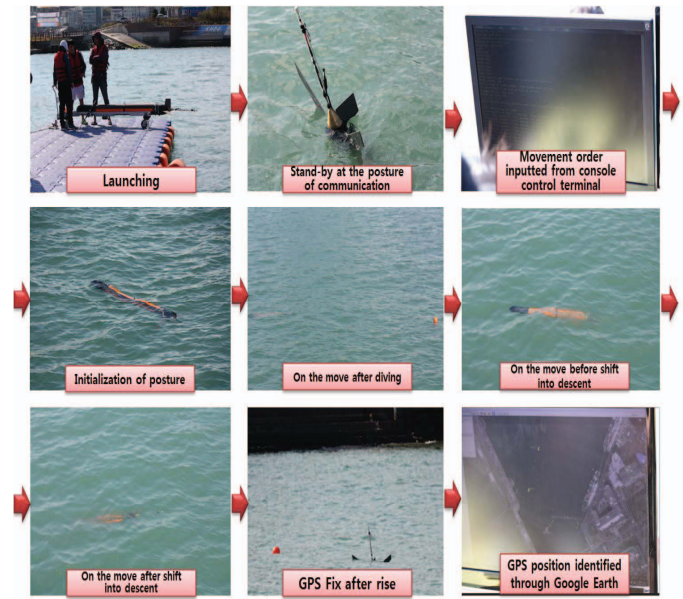 Launching
Stand-by at the posture
of communication
Movement order
inputted from console
control terminal
Initialization of posture
On the move after diving
On the move before shift
into descent
On the move after shift
into descent
GPS Fix after rise
GPS position identified
through Google Earth